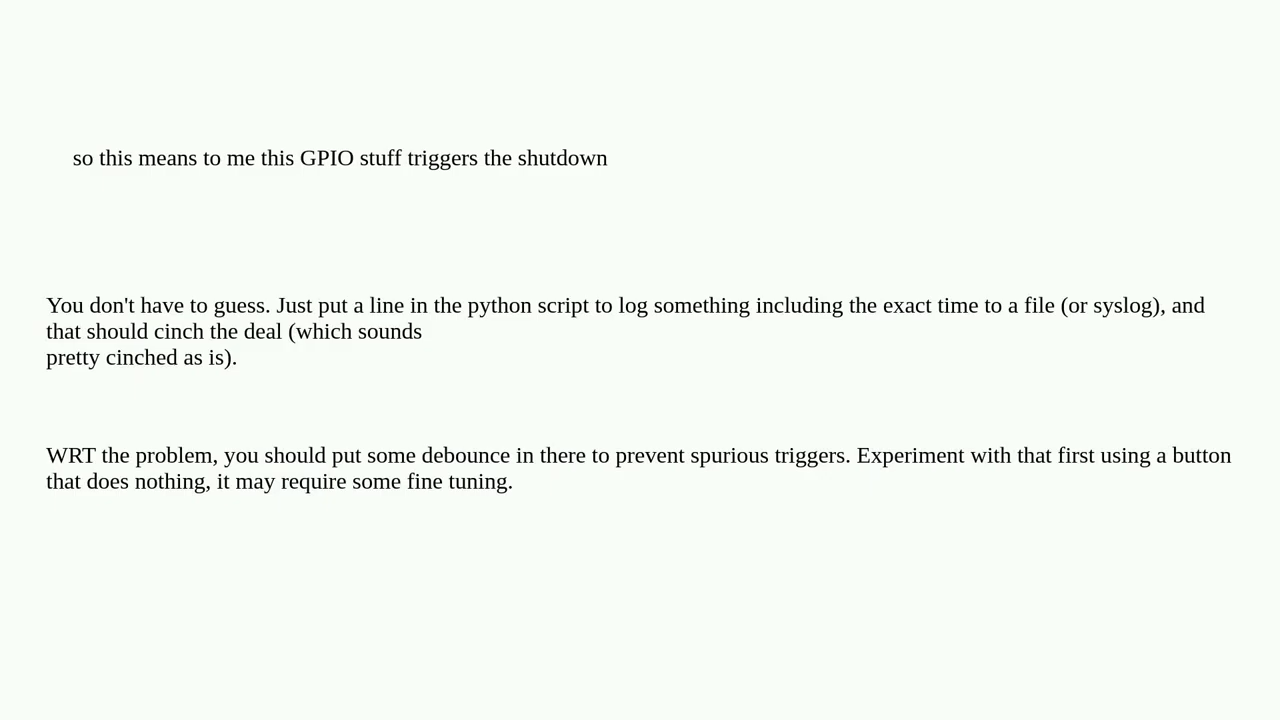 so this means to me this GPIO stuff triggers the shutdown
You don't have to guess. Just put a line in the python script to log something including the exact time to a file (or syslog), and
that should cinch the deal (which sounds
pretty cinched as is).
WRT the problem, you should put some debounce in there to prevent spurious triggers. Experiment with that first using a button
that does nothing, it may require some fine tuning.